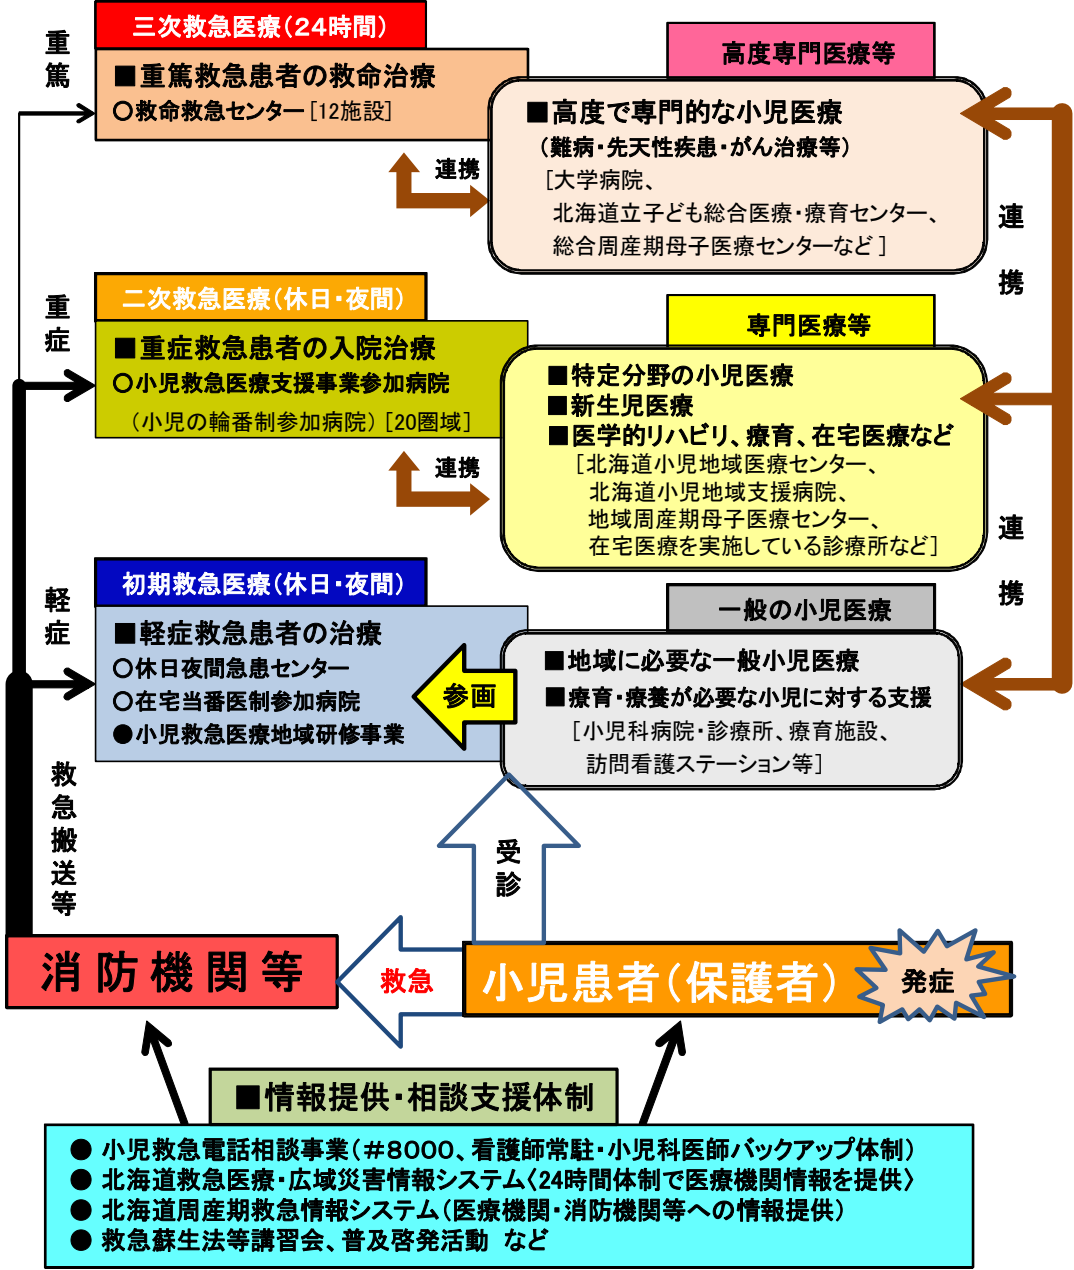 三次救急医療(24時間)
重篤
■重篤救急患者の救命治療
○救命救急センター[12施設]
高度専門医療等
■高度で専門的な小児医療
(難病・先天性疾患・がん治療等)
[大学病院、
北海道立子ども総合医療・療育センター、
総合周産期母子医療センターなど]
連携
連携
二次救急医療(休日・夜間)
重症
■重症救急患者の入院治療
○小児救急医療支援事業参加病院
(小児の輪番制参加病院)[20圏域]
専門医療等
■特定分野の小児医療
■新生児医療
■医学的リハビリ、療育、在宅医療など
[北海道小児地域医療センター、
北海道小児地域支援病院、
地域周産期母子医療センター、
在宅医療を実施している診療所など]
連携
連携
初期救急医療(休日・夜間)
軽症
■軽症救急患者の治療
○休日夜間急患センター
○在宅当番医制参加病院
●小児救急医療地域研修事業
参画
一般の小児医療
■地域に必要な一般小児医療
■療育・療養が必要な小児に対する支援
[小児科病院・診療所、療育施設、
訪問看護ステーション等]
救急搬送等
受診
消防機関等
救急
小児患者(保護者)
発症
■情報提供・相談支援体制
● 小児救急電話相談事業(#8000、看護師常駐・小児科医師バックアップ体制)
● 北海道救急医療・広域災害情報システム〈24時間体制で医療機関情報を提供〉
● 北海道周産期救急情報システム(医療機関・消防機関等への情報提供)
● 救急蘇生法等講習会、普及啓発活動 など